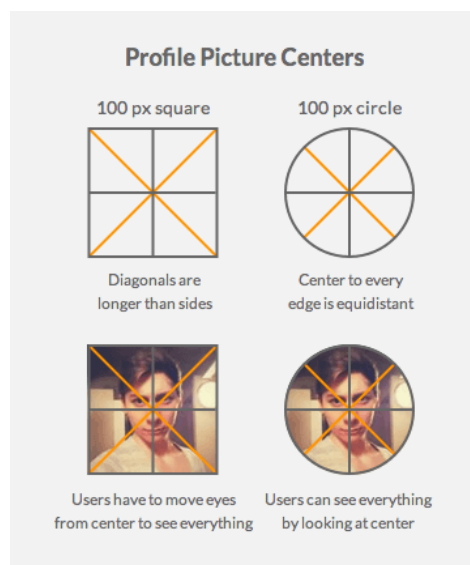 Profile Picture Centers
100 px square
100 px circle
Diagonals are
longer than sides
Center to every
edge is equidistant
Users have to move eyes
from center to see everything
Users can see everything
by looking at center